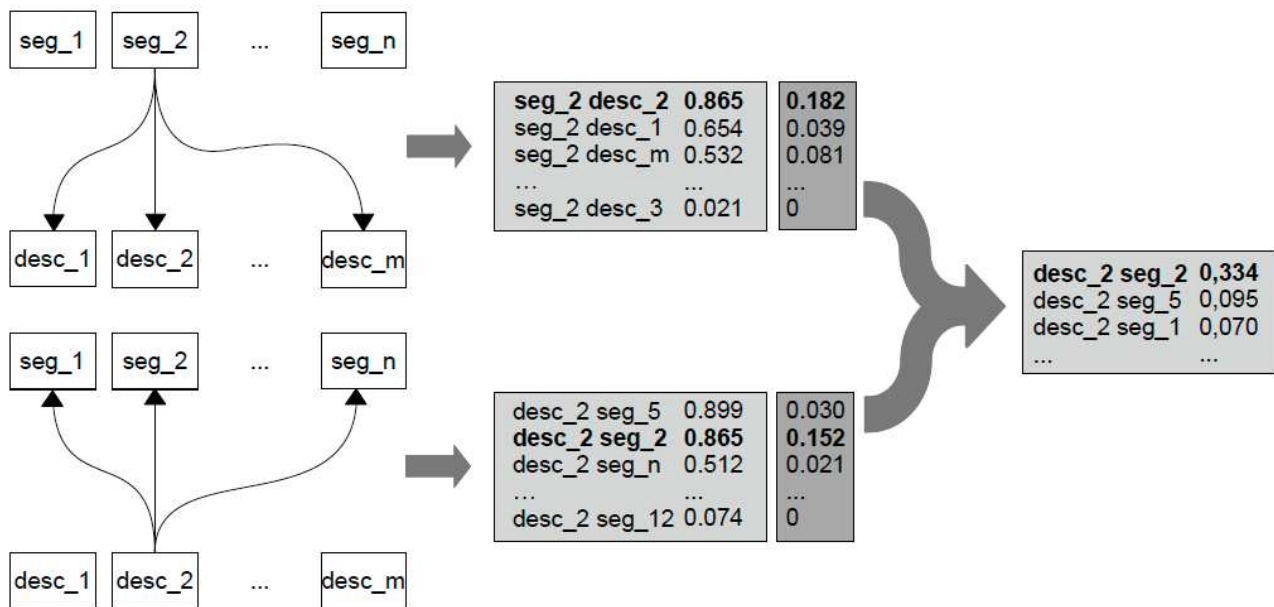 seg_1 seg_2 ... seg_n
desc_1 desc_2 ... desc_m
seg_2 desc_2 0.865 0.182
seg_2 desc_1 0.654 0.039
seg_2 desc_m 0.532 0.081
... ... ...
seg_2 desc_3 0.021 0
seg_1 seg_2 ... seg_n
desc_1 desc_2 ... desc_m
desc_2 seg_5 0.899 0.030
desc_2 seg_2 0.865 0.152
desc_2 seg_n 0.512 0.021
... ... ...
desc_2 seg_12 0.074 0
desc_2 seg_2 0,334
desc_2 seg_5 0,095
desc_2 seg_1 0,070
... ...